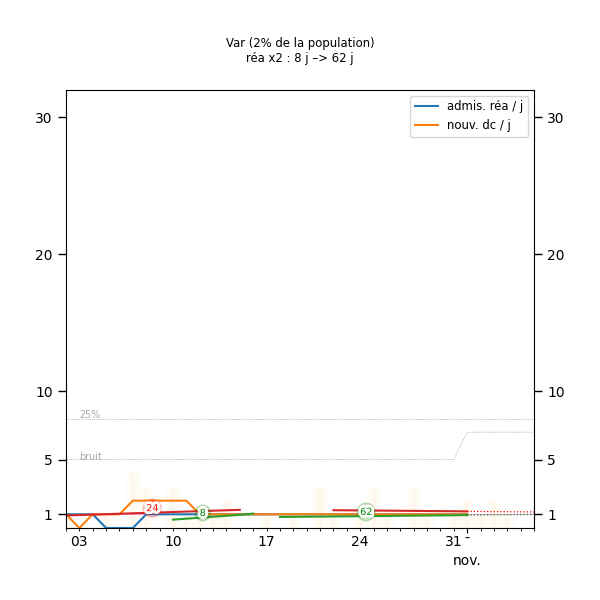 Var (2% de la population)
réa x2 : 8 j –> 62 j
admis. réa / j
nouv. dc / j
30 30
20 20
10 10
25%
bruit
5 5
24 8 62
1 1
03 10 17 24 31
nov.